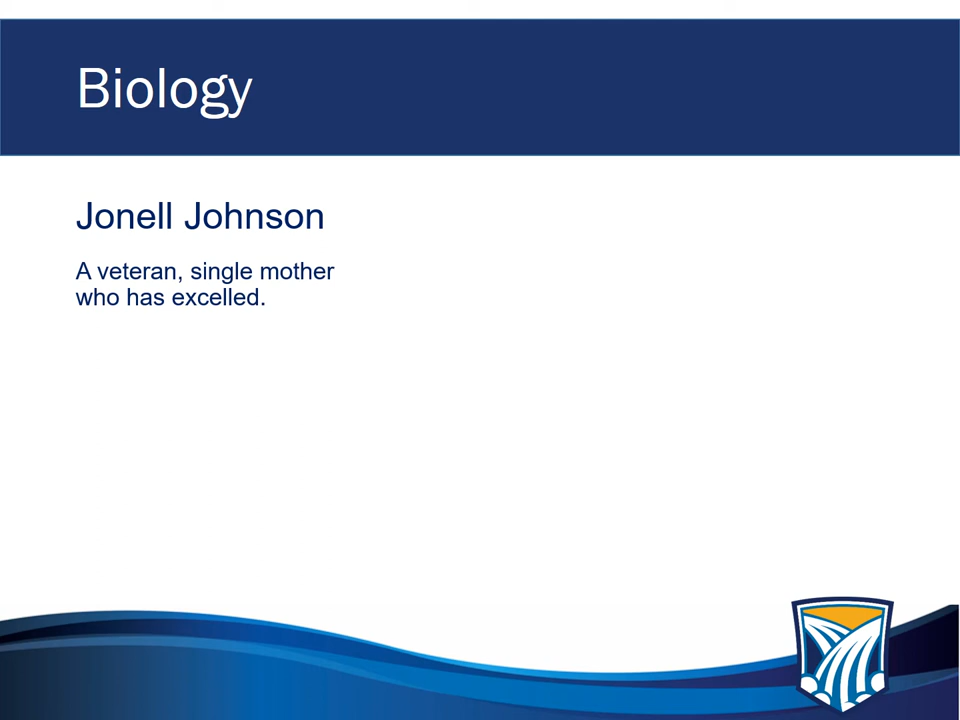 Biology
Jonell Johnson
A veteran, single mother
who has excelled.